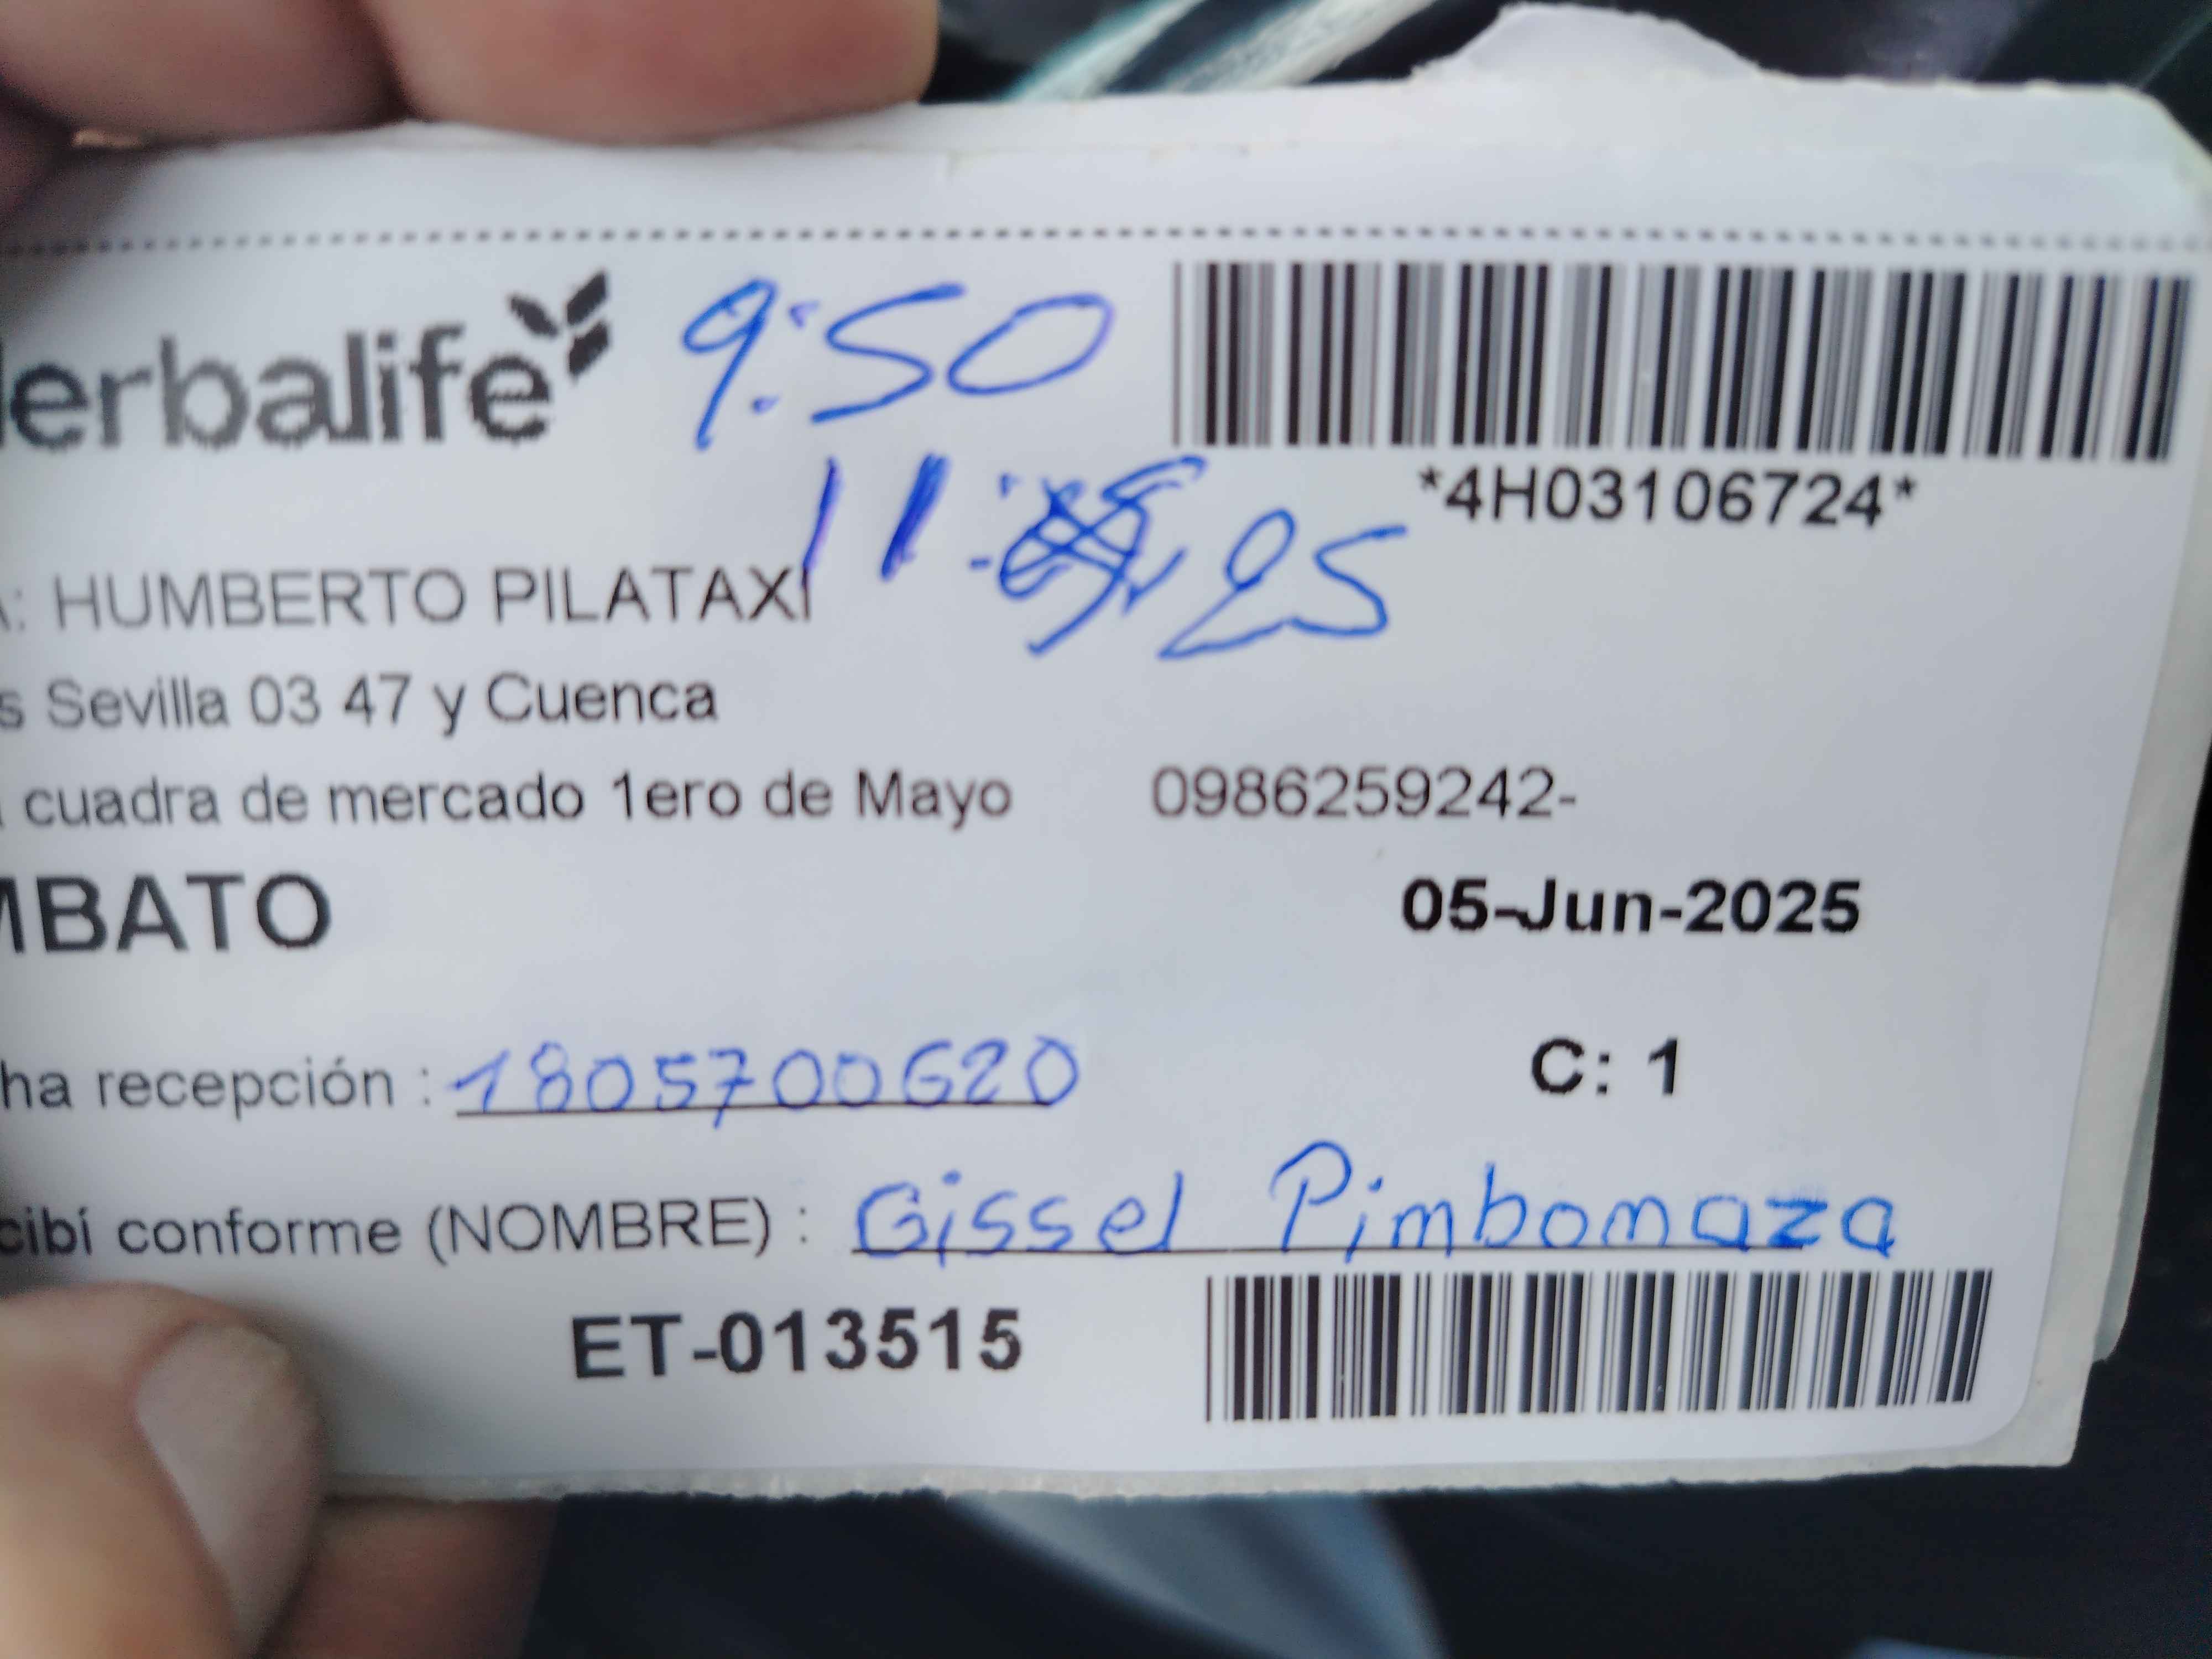 erbalife 9:50
11: 25
*4H03106724*
A: HUMBERTO PILATAXI
s Sevilla 03 47 y Cuenca
cuadra de mercado 1ero de Mayo 0986259242-
MBATO 05-Jun-2025
ha recepción : 1805700620 C: 1
cibí conforme (NOMBRE) : Gissel Pimbomaza
ET-013515